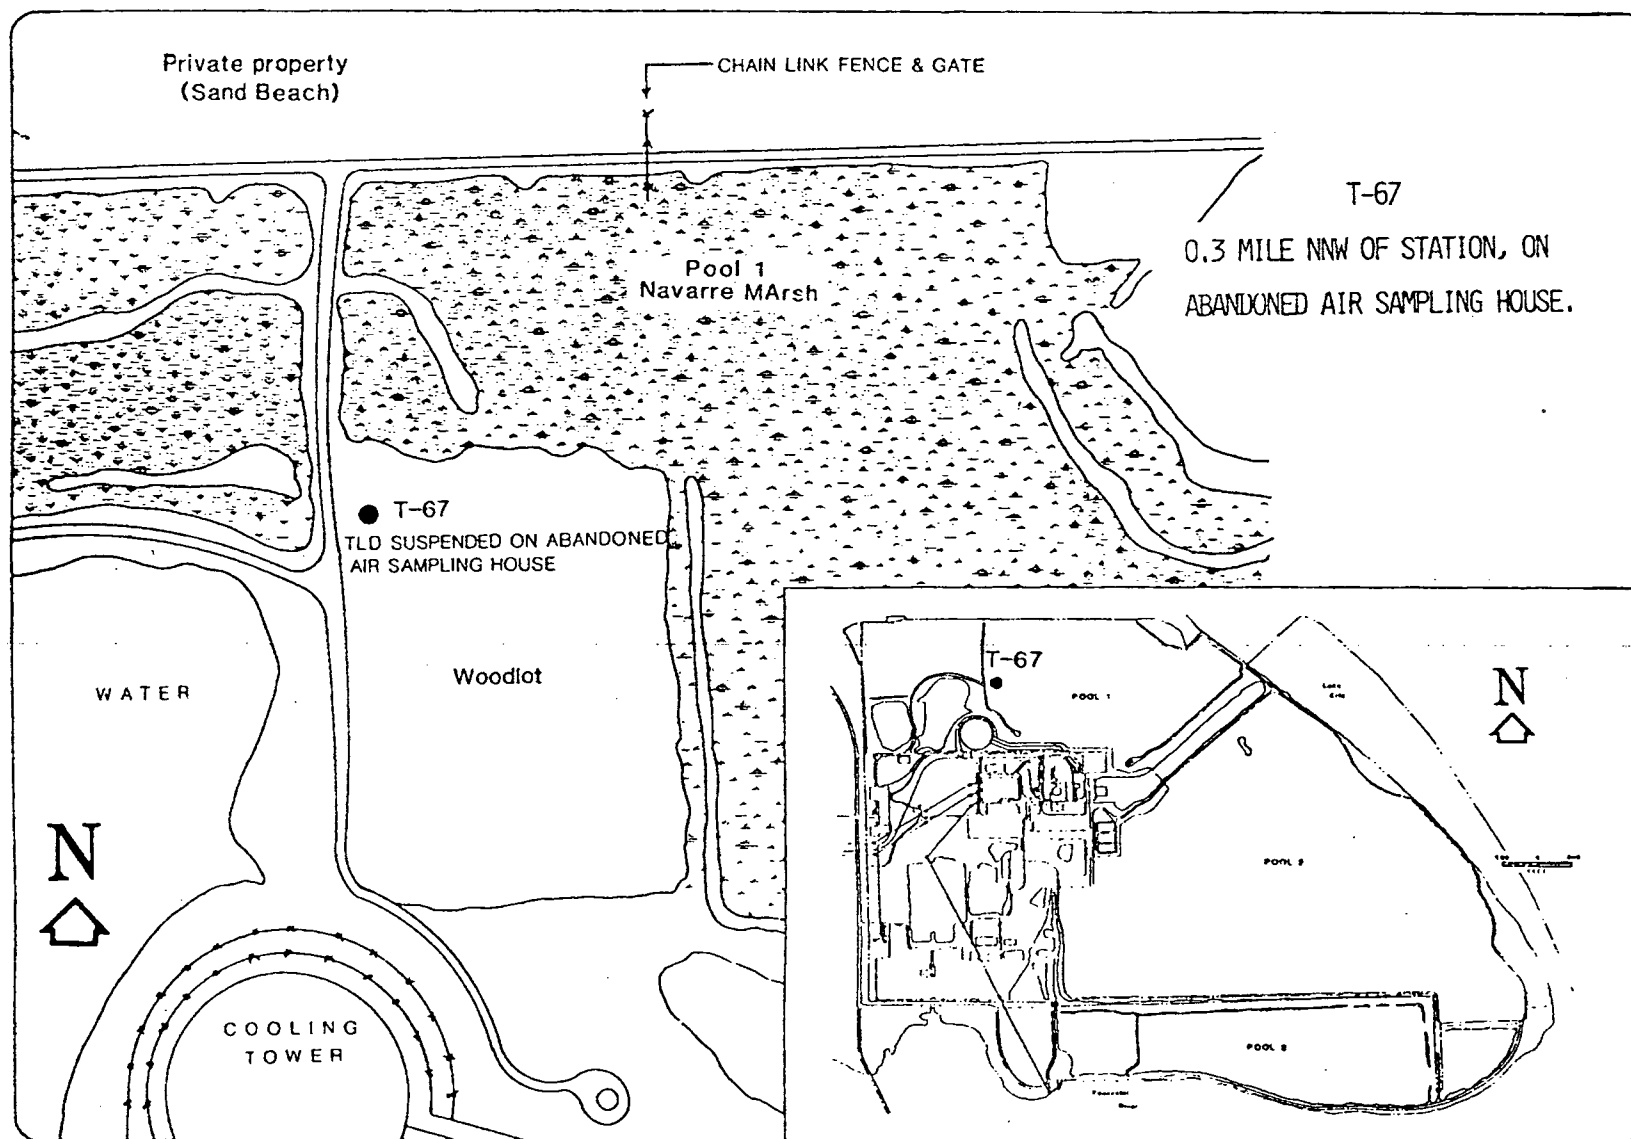 Private property
(Sand Beach)
CHAIN LINK FENCE & GATE
T-67
0.3 MILE NNW OF STATION, ON
ABANDONED AIR SAMPLING HOUSE.
Pool 1
Navarre MArsh
T-67
TLD SUSPENDED ON ABANDONED
AIR SAMPLING HOUSE
Woodlot
WATER
N
COOLING
TOWER
T-67
POOL 1
Lake
Erie
N
POOL 2